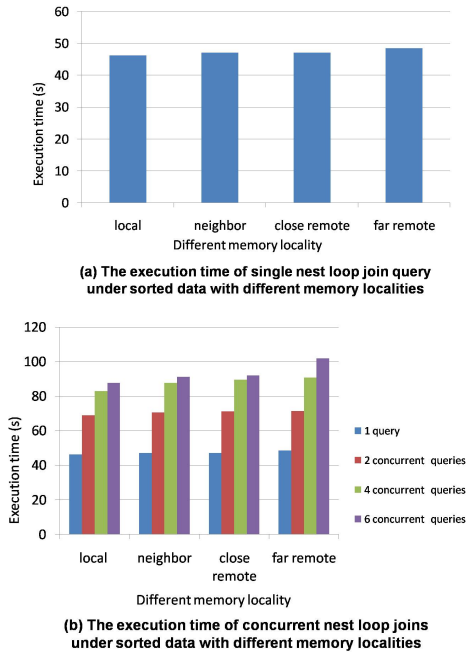 60
50
40
30
20
10
0
Execution time (s)
local neighbor close remote far remote
Different memory locality
(a) The execution time of single nest loop join query
under sorted data with different memory localities
120
100
80
60
40
20
0
Execution time (s)
local neighbor close remote far remote
Different memory locality
1 query
2 concurrent queries
4 concurrent queries
6 concurrent queries
(b) The execution time of concurrent nest loop joins
under sorted data with different memory localities